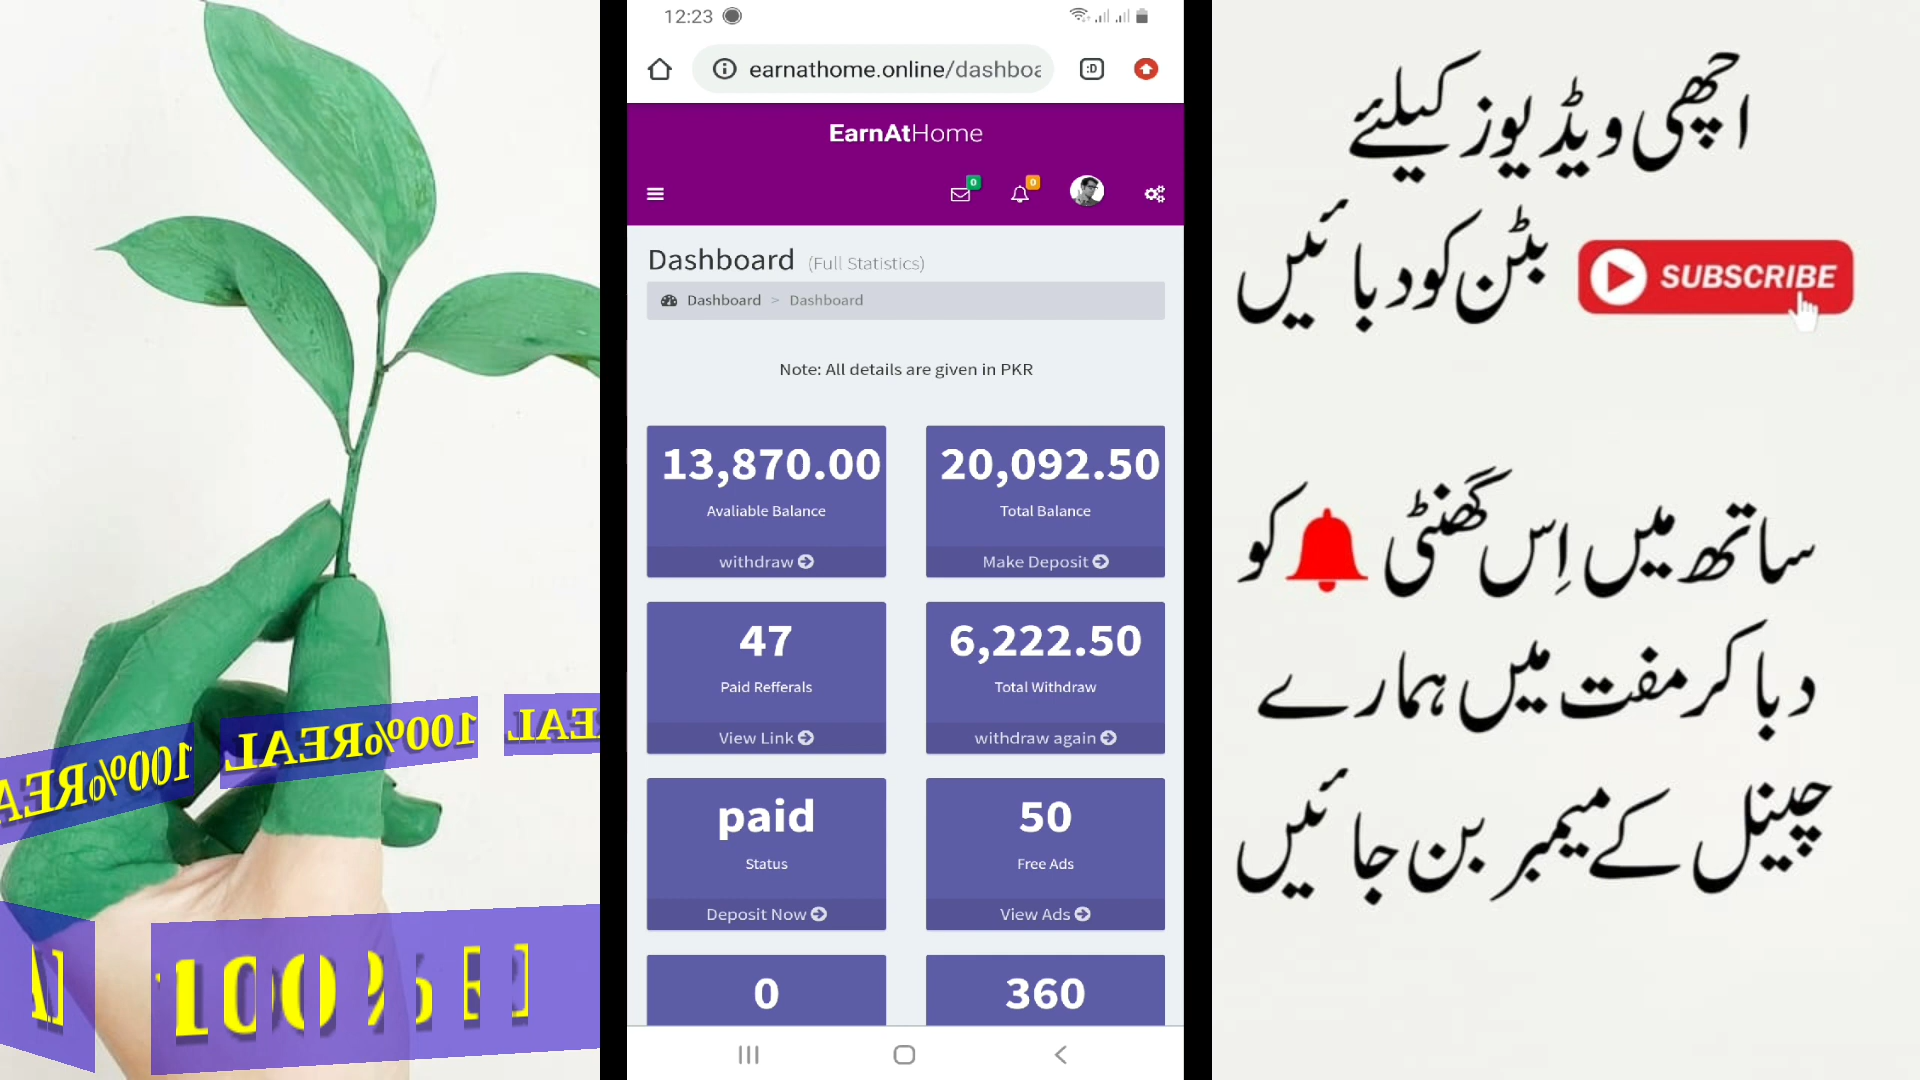 12:23
earnathome.online/dashboa
:D
EarnAtHome
0
0
Dashboard (Full Statistics)
Dashboard > Dashboard
Note: All details are given in PKR
13,870.00
Avaliable Balance
withdraw
20,092.50
Total Balance
Make Deposit
47
Paid Refferals
View Link
6,222.50
Total Withdraw
withdraw again
paid
Status
Deposit Now
50
Free Ads
View Ads
0
360
100%REAL
100%REAL
اچھی ویڈیوز کیلئے
SUBSCRIBE بٹن کو دبائیں
ساتھ میں اِس گھنٹی کو
دبا کر مفت میں ہمارے
چینل کے میمبر بن جائیں